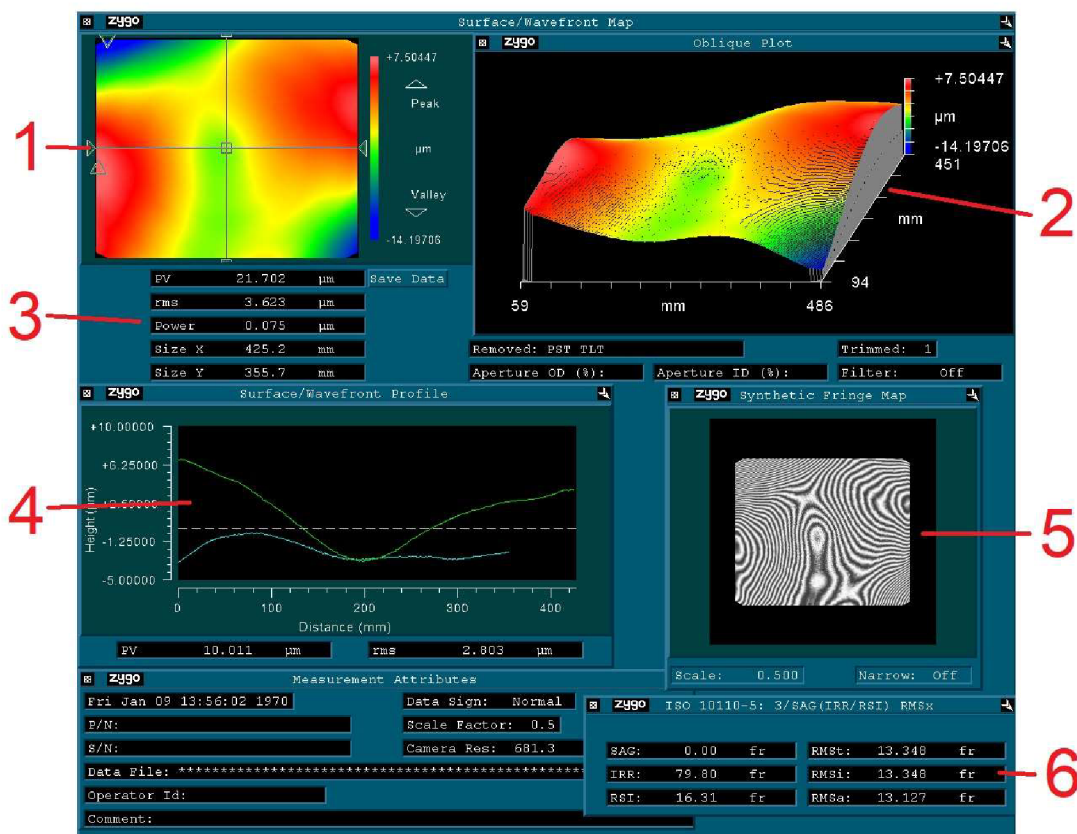 zygo Surface/Wavefront Map
+7.50447
Peak
µm
Valley
-14.19706
PV 21.702 µm
Save Data
rms 3.623 µm
Power 0.075 µm
Size X 425.2 mm
Size Y 355.7 mm
zygo Oblique Plot
+7.50447
µm
-14.19706
451
mm
94
59 mm 486
Removed: PST TLT
Trimmed: 1
Aperture OD (%):
Aperture ID (%):
Filter: Off
zygo Surface/Wavefront Profile
+10.00000
+6.25000
+2.50000
-1.25000
-5.00000
Height (µm)
0 100 200 300 400
Distance (mm)
PV 10.011 µm
rms 2.803 µm
zygo Synthetic Fringe Map
Scale: 0.500
Narrow: Off
zygo Measurement Attributes
Fri Jan 09 13:56:02 1970
Data Sign: Normal
P/N:
Scale Factor: 0.5
S/N:
Camera Res: 681.3
Data File: ****************************************************
Operator Id:
Comment:
zygo ISO 10110-5: 3/SAG(IRR/RSI) RMSx
SAG: 0.00 fr
RMSt: 13.348 fr
IRR: 79.80 fr
RMSi: 13.348 fr
RSI: 16.31 fr
RMSa: 13.127 fr
1
2
3
4
5
6